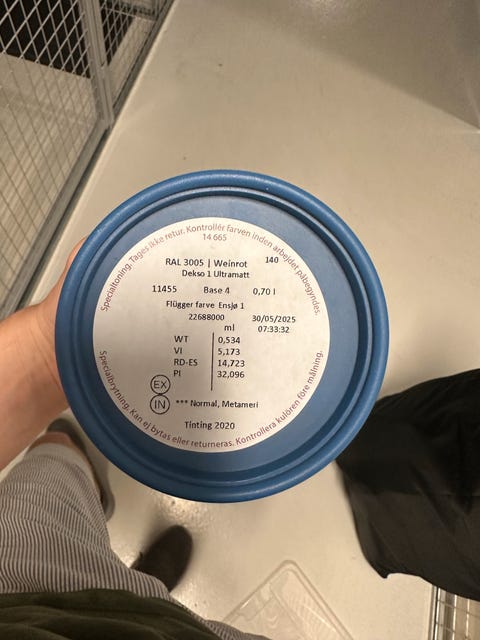 Specialtoning. Tages ikke retur. Kontrollér farven inden arbejdet påbegyndes.
14 665
140
RAL 3005 | Weinrot
Dekso 1 Ultramatt
11455 Base 4 0,70 l
Flügger farve Ensjø 1
22688000 30/05/2025
ml 07:33:32
WT 0,534
VI 5,173
RD-ES 14,723
PI 32,096
EX
IN *** Normal, Metameri
Tinting 2020
Specialbrytning. Kan ej bytas eller returneras. Kontrollera kulören före målning.